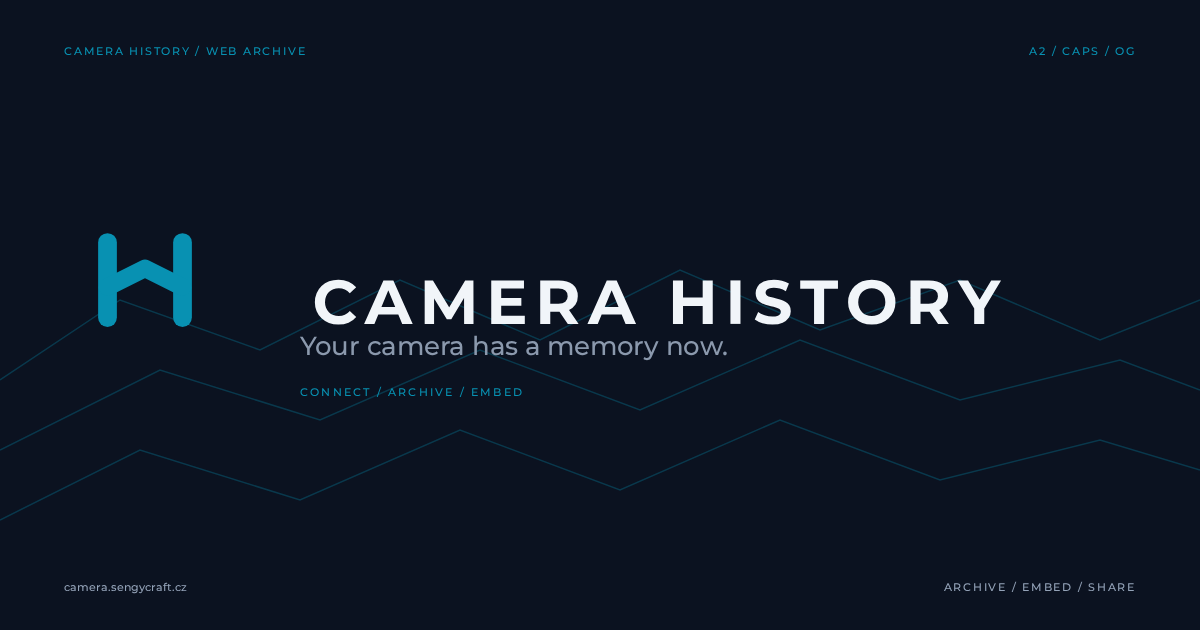 CAMERA HISTORY / WEB ARCHIVE
A2 / CAPS / OG
CAMERA HISTORY
Your camera has a memory now.
CONNECT / ARCHIVE / EMBED
camera.sengycraft.cz
ARCHIVE / EMBED / SHARE